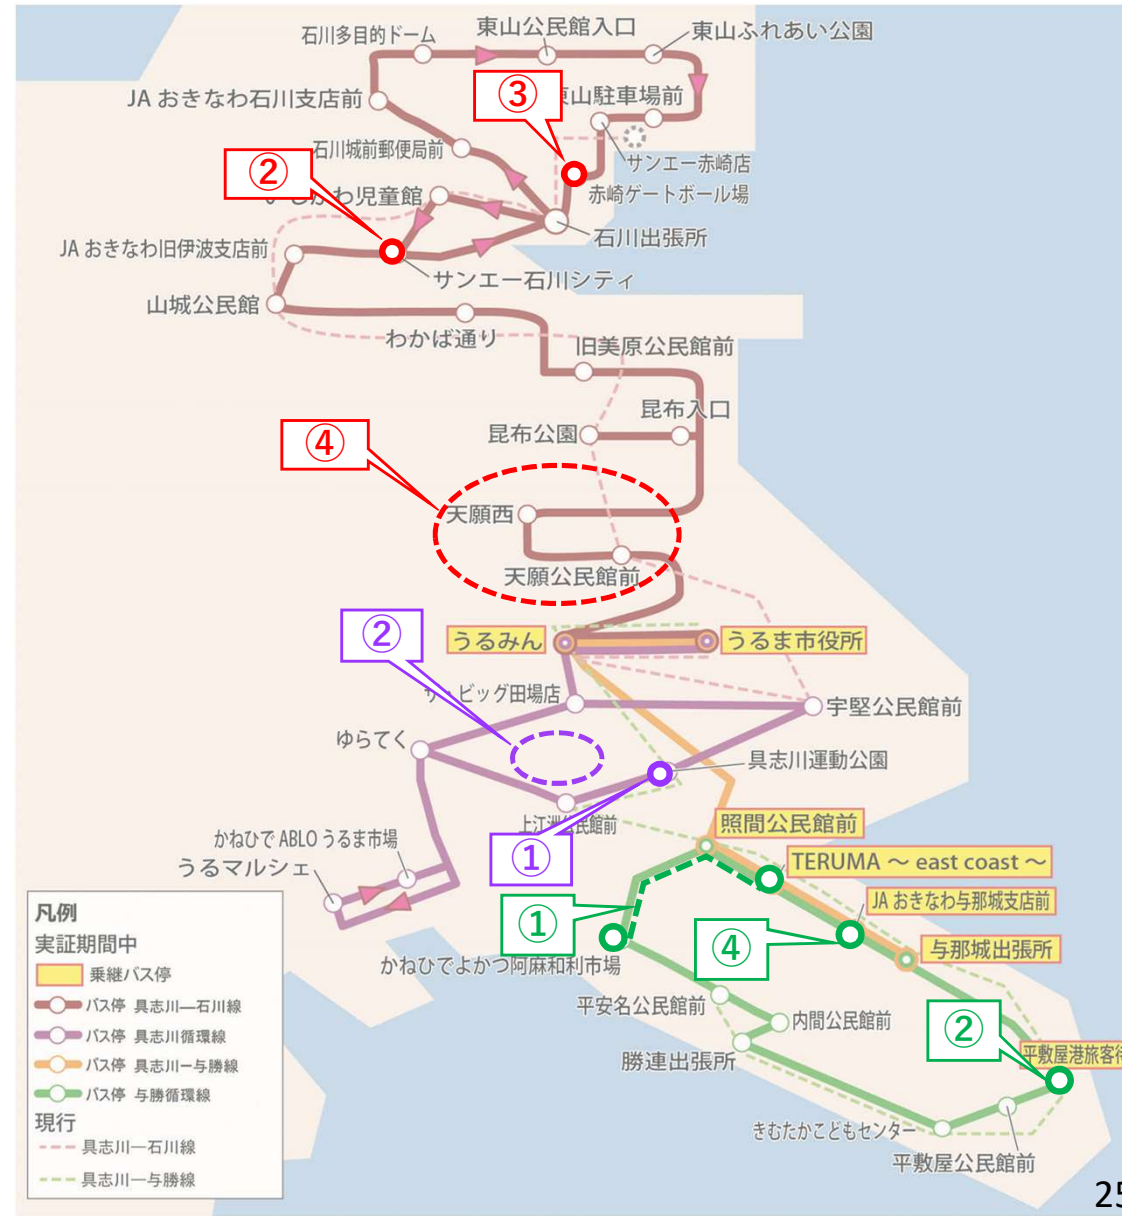 石川多目的ドーム
東山公民館入口
東山ふれあい公園
JA おきなわ石川支店前
③
東山駐車場前
石川城前郵便局前
サンエー赤崎店
②
赤崎ゲートボール場
いしかわ児童館
石川出張所
JA おきなわ旧伊波支店前
サンエー石川シティ
山城公民館
わかば通り
旧美原公民館前
昆布入口
昆布公園
④
天願西
天願公民館前
②
うるみん
うるま市役所
ザ・ビッグ田場店
宇堅公民館前
ゆらてく
具志川運動公園
上江洲公民館前
照間公民館前
かねひで ABLO うるま市場
うるマルシェ
①
TERUMA ～ east coast ～
JA おきなわ与那城支店前
①
④
与那城出張所
かねひでよかつ阿麻和利市場
平安名公民館前
内間公民館前
②
勝連出張所
平敷屋港旅客待
きむたかこどもセンター
平敷屋公民館前
凡例
実証期間中
乗継バス停
バス停 具志川―石川線
バス停 具志川循環線
バス停 具志川ー与勝線
バス停 与勝循環線
現行
具志川―石川線
具志川―与勝線
25